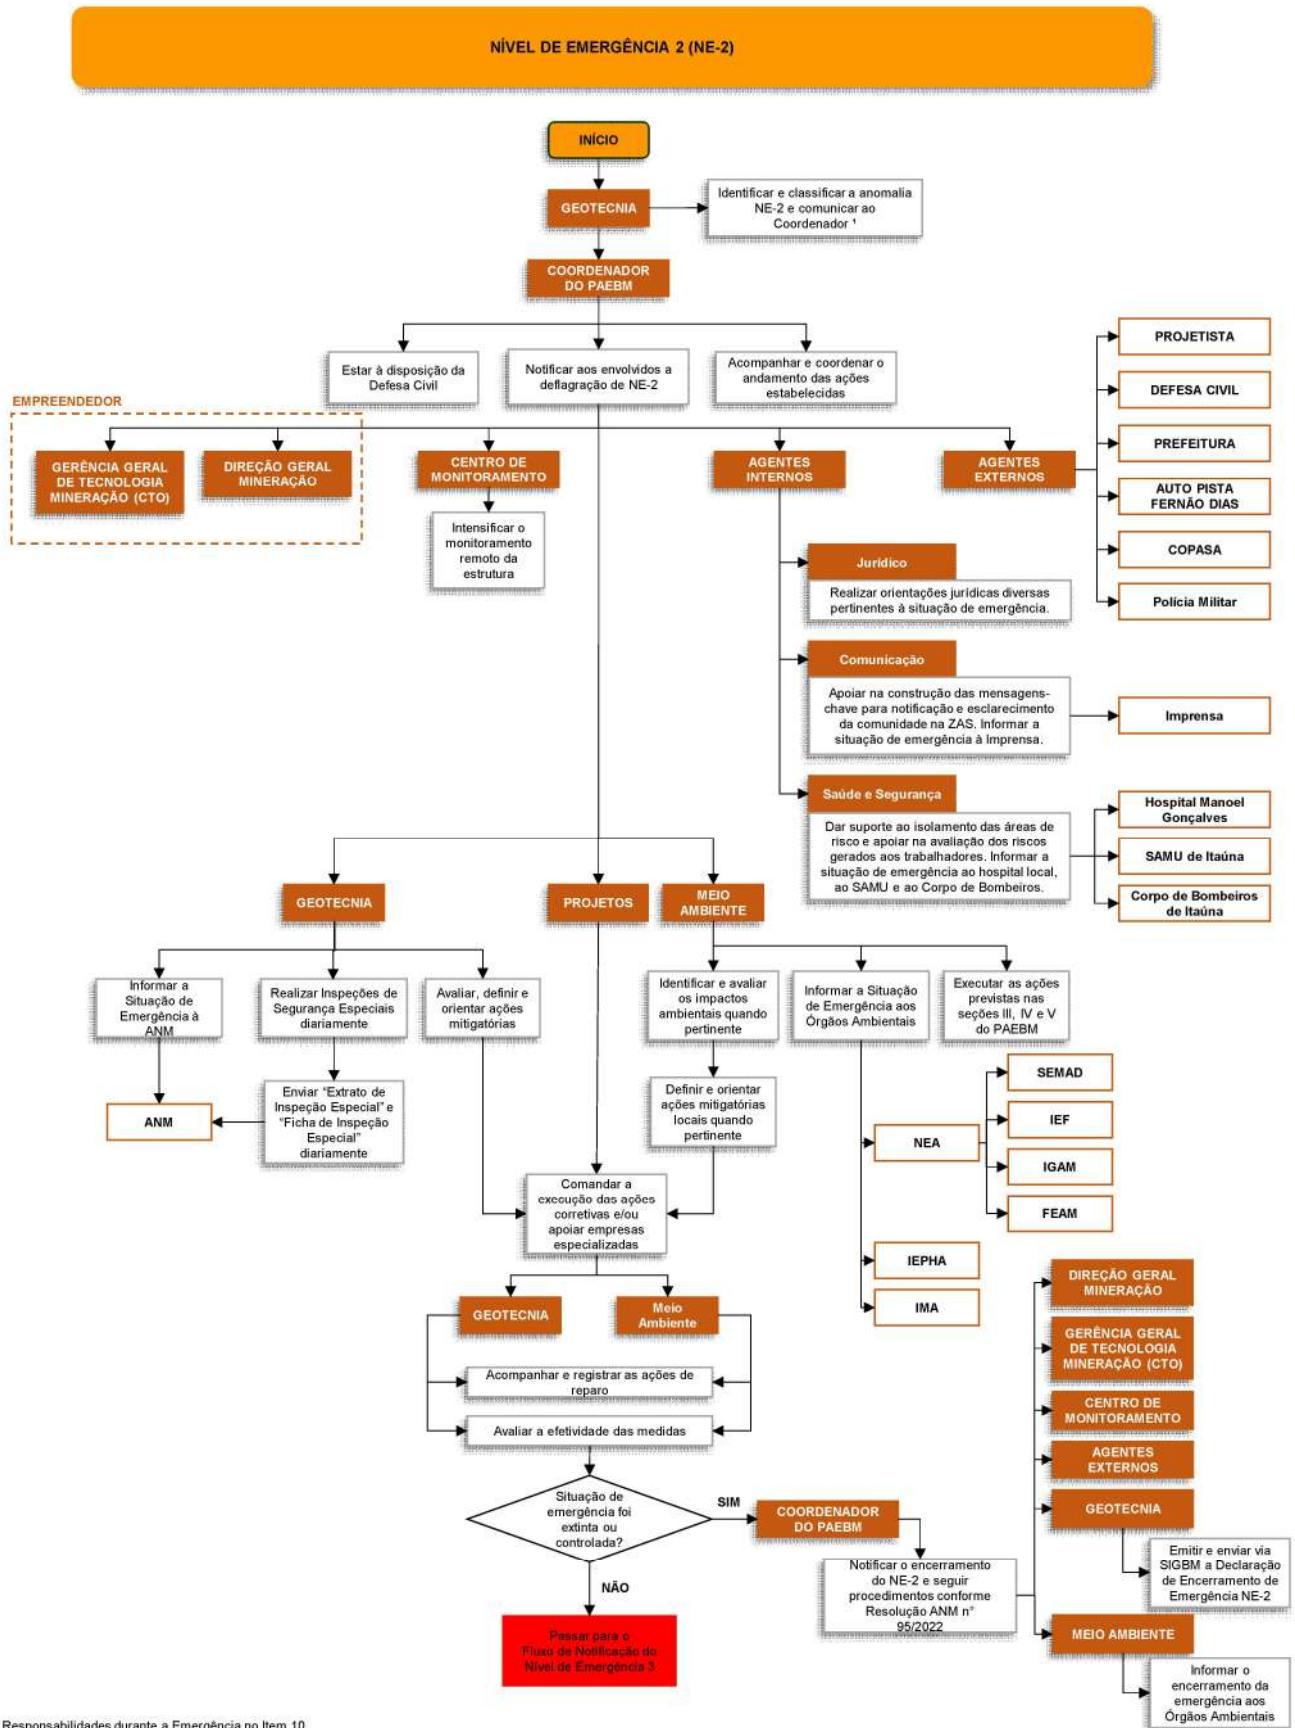 NÍVEL DE EMERGÊNCIA 2 (NE-2)
INÍCIO
GEOTECNIA
Identificar e classificar a anomalia
NE-2 e comunicar ao
Coordenador ¹
COORDENADOR
DO PAEBM
Estar à disposição da
Defesa Civil
Notificar aos envolvidos a
deflagração de NE-2
Acompanhar e coordenar o
andamento das ações
estabelecidas
PROJETISTA
DEFESA CIVIL
PREFEITURA
AUTO PISTA
FERNÃO DIAS
COPASA
Polícia Militar
EMPREENDEDOR
GERÊNCIA GERAL
DE TECNOLOGIA
MINERAÇÃO (CTO)
DIREÇÃO GERAL
MINERAÇÃO
CENTRO DE
MONITORAMENTO
AGENTES
INTERNOS
AGENTES
EXTERNOS
Intensificar o
monitoramento
remoto da
estrutura
Jurídico
Realizar orientações jurídicas diversas
pertinentes à situação de emergência.
Comunicação
Apoiar na construção das mensagens-
chave para notificação e esclarecimento
da comunidade na ZAS. Informar a
situação de emergência à Imprensa.
Imprensa
Saúde e Segurança
Dar suporte ao isolamento das áreas de
risco e apoiar na avaliação dos riscos
gerados aos trabalhadores. Informar a
situação de emergência ao hospital local,
ao SAMU e ao Corpo de Bombeiros.
Hospital Manoel
Gonçalves
SAMU de Itaúna
Corpo de Bombeiros
de Itaúna
GEOTECNIA
PROJETOS
MEIO
AMBIENTE
Informar a
Situação de
Emergência à
ANM
Realizar Inspeções de
Segurança Especiais
diariamente
Avaliar, definir e
orientar ações
mitigatórias
Identificar e avaliar
os impactos
ambientais quando
pertinente
Informar a Situação
de Emergência aos
Órgãos Ambientais
Executar as ações
previstas nas
seções III, IV e V
do PAEBM
ANM
Enviar “Extrato de
Inspeção Especial” e
“Ficha de Inspeção
Especial”
diariamente
Definir e orientar
ações mitigatórias
locais quando
pertinente
NEA
SEMAD
IEF
IGAM
FEAM
IEPHA
IMA
Comandar a
execução das ações
corretivas e/ou
apoiar empresas
especializadas
GEOTECNIA
Meio
Ambiente
Acompanhar e registrar as ações de
reparo
Avaliar a efetividade das medidas
Situação de
emergência foi
extinta ou
controlada?
SIM
NÃO
COORDENADOR
DO PAEBM
Notificar o encerramento
do NE-2 e seguir
procedimentos conforme
Resolução ANM n°
95/2022
Passar para o
Fluxo de Notificação do
Nível de Emergência 3
DIREÇÃO GERAL
MINERAÇÃO
GERÊNCIA GERAL
DE TECNOLOGIA
MINERAÇÃO (CTO)
CENTRO DE
MONITORAMENTO
AGENTES
EXTERNOS
GEOTECNIA
Emitir e enviar via
SIGBM a Declaração
de Encerramento de
Emergência NE-2
MEIO AMBIENTE
Informar o
encerramento da
emergência aos
Órgãos Ambientais
Responsabilidades durante a Emergência no Item 10